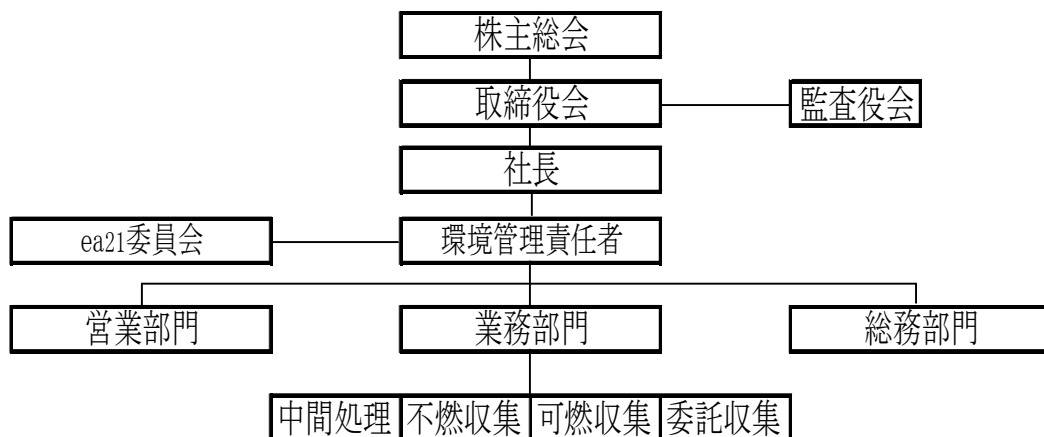 株主総会
取締役会
監査役会
社長
ea21委員会
環境管理責任者
営業部門
業務部門
総務部門
中間処理
不燃収集
可燃収集
委託収集